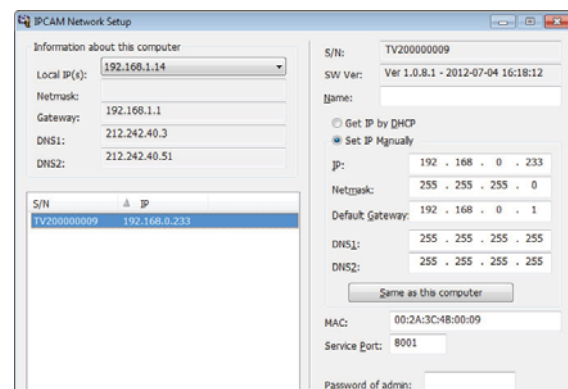 IPCAM Network Setup
Information about this computer
Local IP(s): 192.168.1.14
Netmask:
Gateway: 192.168.1.1
DNS1: 212.242.40.3
DNS2: 212.242.40.51
S/N IP
TV200000009 192.168.0.233
S/N: TV200000009
SW Ver: Ver 1.0.8.1 - 2012-07-04 16:18:12
Name:
Get IP by DHCP
Set IP Manually
IP: 192 . 168 . 0 . 233
Netmask: 255 . 255 . 255 . 0
Default Gateway: 192 . 168 . 0 . 1
DNS1: 255 . 255 . 255 . 255
DNS2: 255 . 255 . 255 . 255
Same as this computer
MAC: 00:2A:3C:4B:00:09
Service Port: 8001
Password of admin: